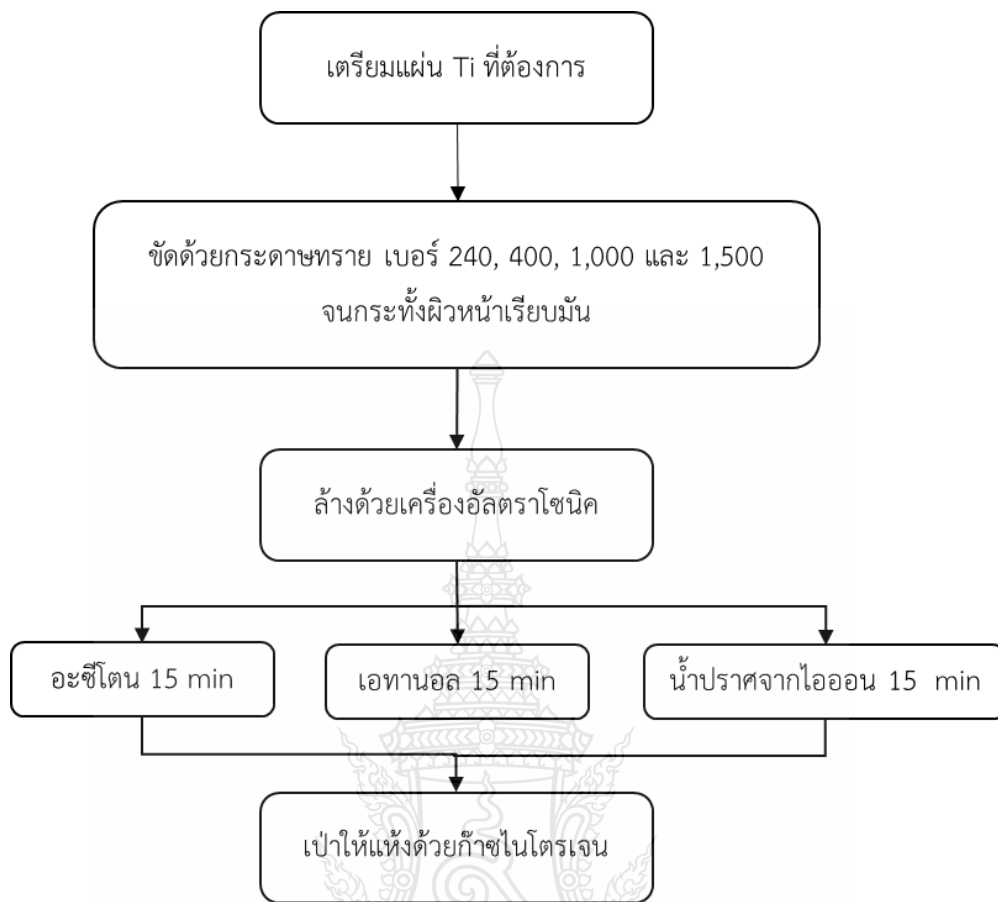 เตรียมแผ่น Ti ที่ต้องการ
ขัดด้วยกระดาษทราย เบอร์ 240, 400, 1,000 และ 1,500
จนกระทั้งผิวหน้าเรียบมัน
ล้างด้วยเครื่องอัลตราโซนิค
อะซีโตน 15 min
เอทานอล 15 min
น้ำปราศจากไอออน 15 min
เป่าให้แห้งด้วยก๊าซไนโตรเจน